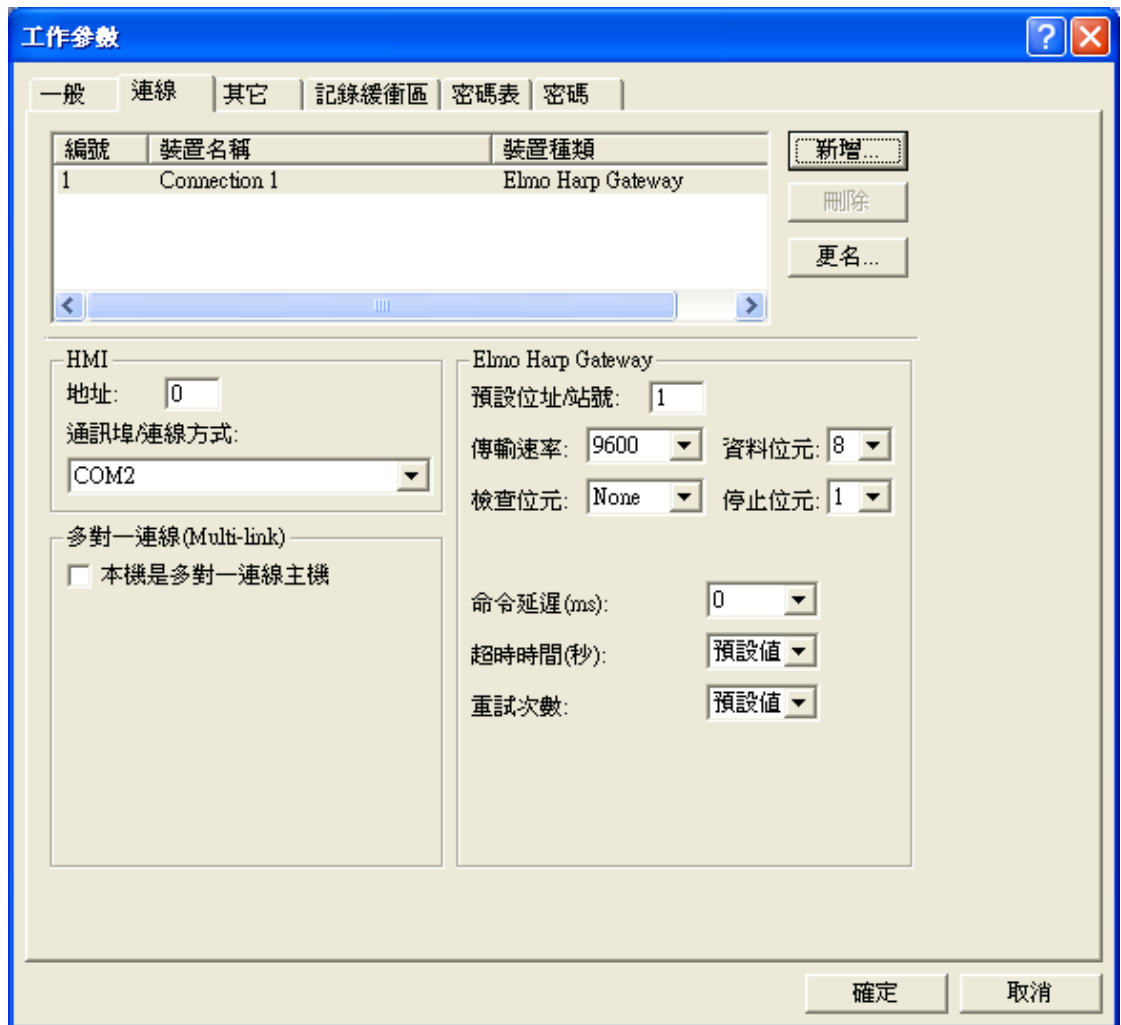 工作參數
一般 連線 其它 記錄緩衝區 密碼表 密碼
編號 裝置名稱 裝置種類
1 Connection 1 Elmo Harp Gateway
新增...
刪除
更名...
HMI
地址: 0
通訊埠/連線方式:
COM2
多對一連線(Multi-link)
本機是多對一連線主機
Elmo Harp Gateway
預設位址/站號: 1
傳輸速率: 9600 資料位元: 8
檢查位元: None 停止位元: 1
命令延遲(ms): 0
超時時間(秒): 預設值
重試次數: 預設值
確定 取消